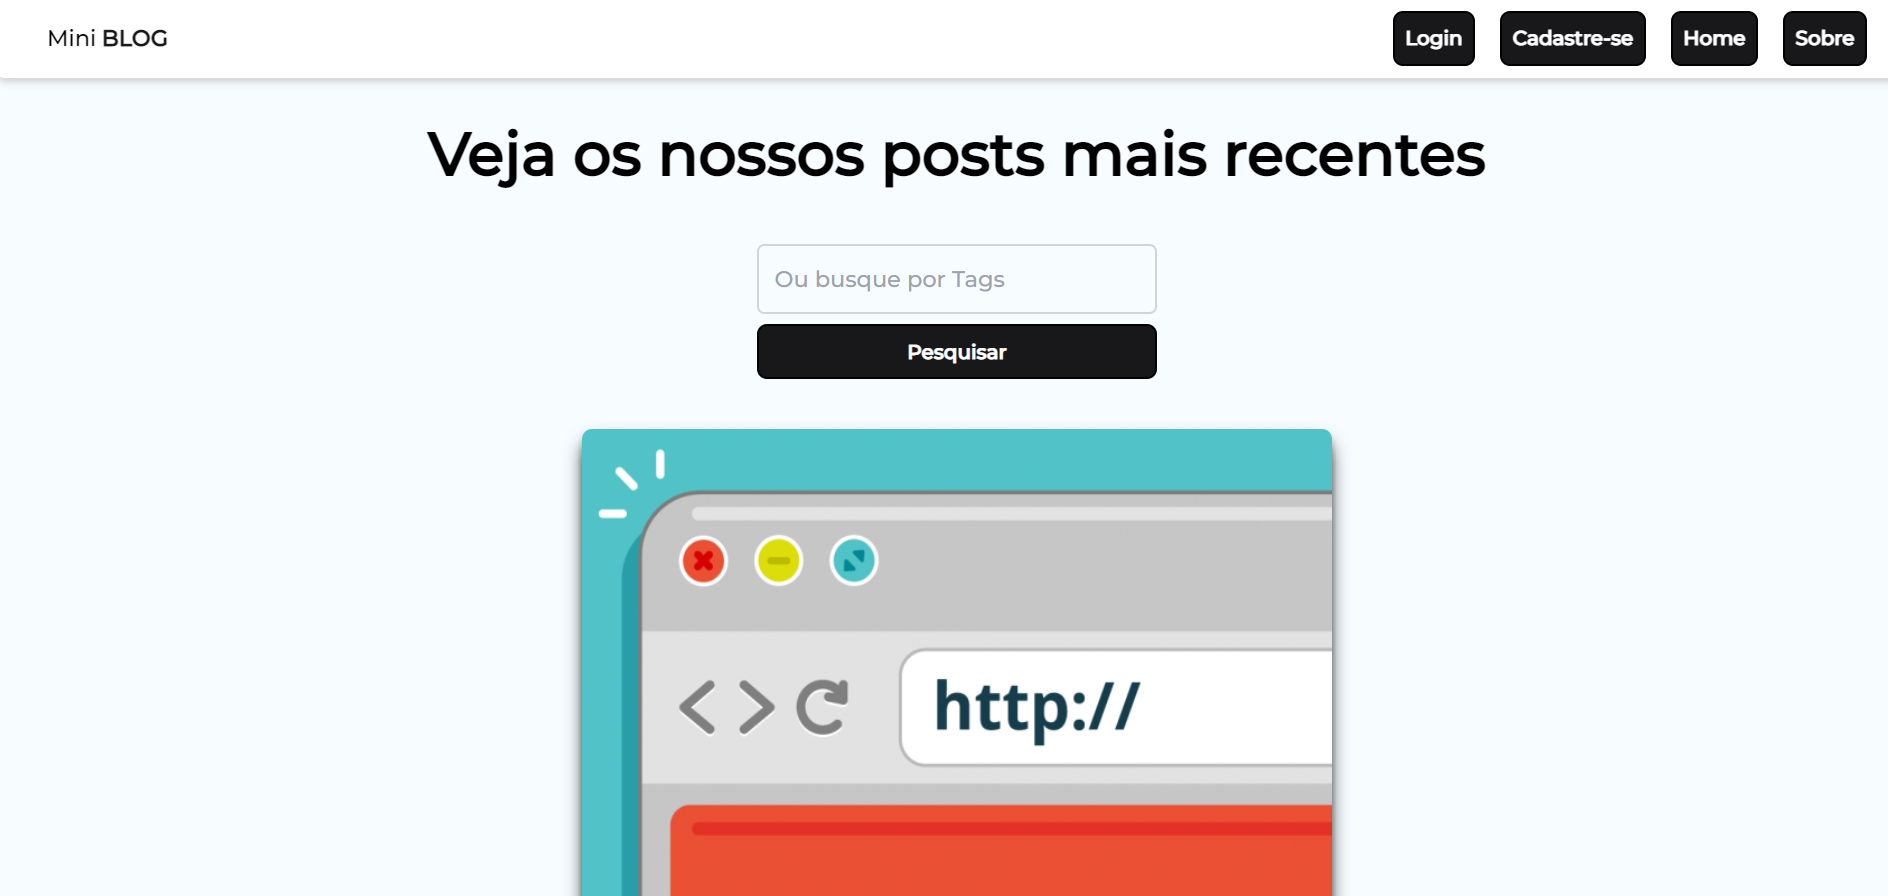 Mini BLOG
Login
Cadastre-se
Home
Sobre
Veja os nossos posts mais recentes
Ou busque por Tags
Pesquisar
http://